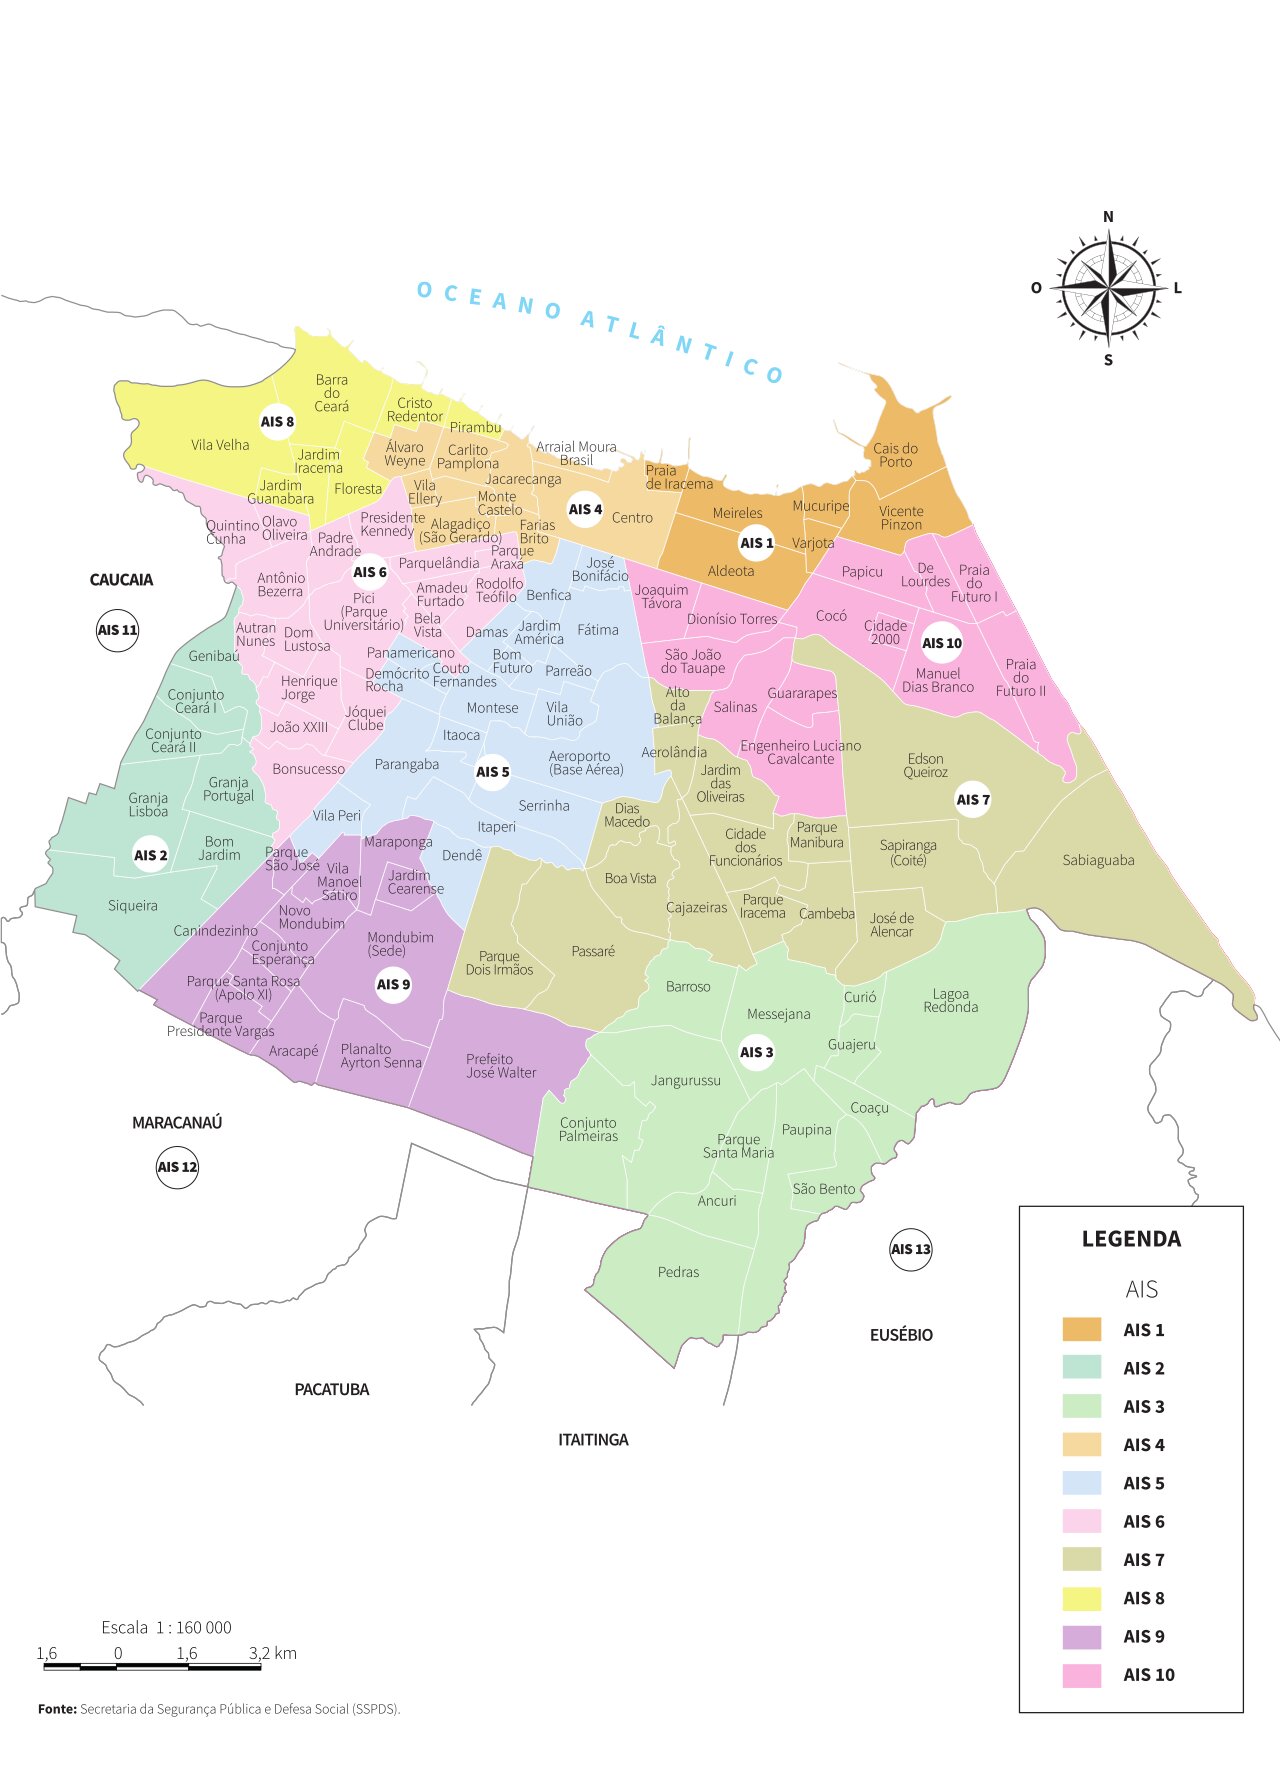 N
O
L
S
OCEANO ATLÂNTICO
Barra
do
Ceará
Cristo
Redentor
AIS 8
Pirambu
Vila Velha
Jardim
Iracema
Álvaro
Weyne
Carlito
Pamplona
Arraial Moura
Brasil
Cais do
Porto
Jardim
Guanabara
Floresta
Vila
Ellery
Jacarecanga
Monte
Castelo
Praia
de Iracema
AIS 4
Centro
Meireles
Mucuripe
Vicente
Pinzon
Quintino
Cunha
Olavo
Oliveira
Padre
Andrade
Presidente
Kennedy
Alagadiço
(São Gerardo)
Farias
Brito
AIS 1
Varjota
Aldeota
Parque
Araxá
Parquelândia
José
Bonifácio
CAUCAIA
AIS 11
AIS 6
Antônio
Bezerra
Pici
(Parque
Universitário)
Amadeu
Furtado
Rodolfo
Teófilo
Benfica
Joaquim
Távora
Papicu
De
Lourdes
Praia
do
Futuro I
Autran
Nunes
Dom
Lustosa
Bela
Vista
Damas
Jardim
América
Fátima
Dionísio Torres
Cocó
Cidade
2000
AIS 10
Genibaú
Panamericano
Bom
Futuro
Parreão
São João
do Tauape
Manuel
Dias Branco
Praia
do
Futuro II
Conjunto
Ceará I
Henrique
Jorge
Demócrito
Rocha
Couto
Fernandes
Alto
da
Balança
Salinas
Guararapes
Conjunto
Ceará II
João XXIII
Jóquei
Clube
Montese
Vila
União
Itaoca
Aerolândia
Engenheiro Luciano
Cavalcante
Bonsucesso
Parangaba
AIS 5
Aeroporto
(Base Aérea)
Jardim
das
Oliveiras
Edson
Queiroz
AIS 7
Granja
Lisboa
Granja
Portugal
Vila Peri
Serrinha
Itaperi
Dias
Macedo
Cidade
dos
Funcionários
Parque
Manibura
Sapiranga
(Coité)
Sabiaguaba
AIS 2
Bom
Jardim
Parque
São José
Maraponga
Vila
Manoel
Sátiro
Jardim
Cearense
Dendê
Boa Vista
Siqueira
Canindezinho
Novo
Mondubim
Conjunto
Esperança
Mondubim
(Sede)
Cajazeiras
Parque
Iracema
Cambeba
José de
Alencar
Parque
Dois Irmãos
Passaré
Parque Santa Rosa
(Apolo XI)
AIS 9
Barroso
Messejana
Curió
Lagoa
Redonda
Parque
Presidente Vargas
Aracapé
Planalto
Ayrton Senna
Prefeito
José Walter
AIS 3
Guajeru
Jangurussu
Conjunto
Palmeiras
Parque
Santa Maria
Paupina
Coaçu
São Bento
Ancuri
Pedras
MARACANAÚ
AIS 12
AIS 13
EUSÉBIO
PACATUBA
ITAITINGA
LEGENDA
AIS
AIS 1
AIS 2
AIS 3
AIS 4
AIS 5
AIS 6
AIS 7
AIS 8
AIS 9
AIS 10
Escala 1 : 160 000
1,6 0 1,6 3,2 km
Fonte: Secretaria da Segurança Pública e Defesa Social (SSPDS).